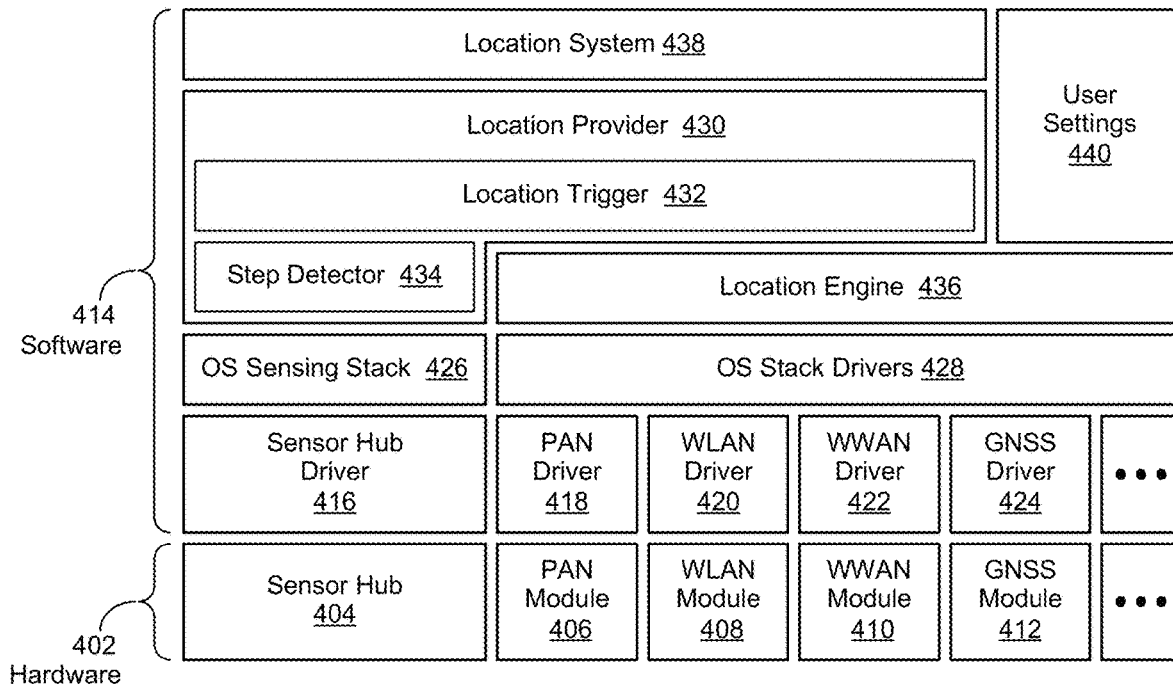 Location System 438
User
Settings
440
Location Provider 430
Location Trigger 432
Step Detector 434
Location Engine 436
414
Software
OS Sensing Stack 426
OS Stack Drivers 428
Sensor Hub
Driver
416
PAN
Driver
418
WLAN
Driver
420
WWAN
Driver
422
GNSS
Driver
424
•••
Sensor Hub
404
PAN
Module
406
WLAN
Module
408
WWAN
Module
410
GNSS
Module
412
•••
402
Hardware